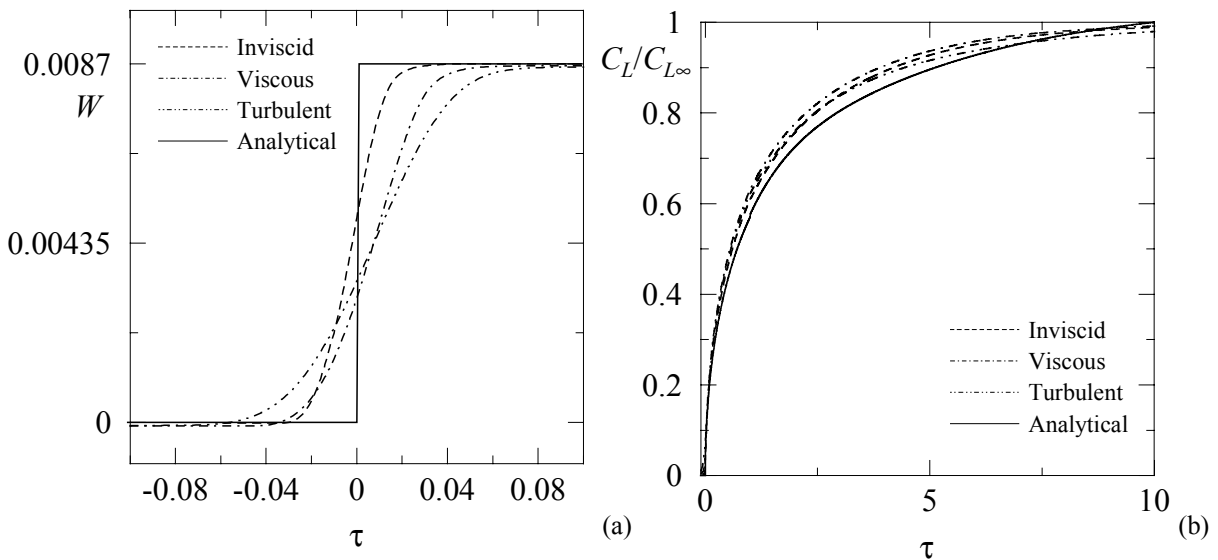 0.0087
W
0.00435
0
Inviscid
Viscous
Turbulent
Analytical
-0.08 -0.04 0 0.04 0.08
τ
(a)
1
C_L/C_L∞
0.8
0.6
0.4
0.2
0
Inviscid
Viscous
Turbulent
Analytical
0 5 10
τ
(b)